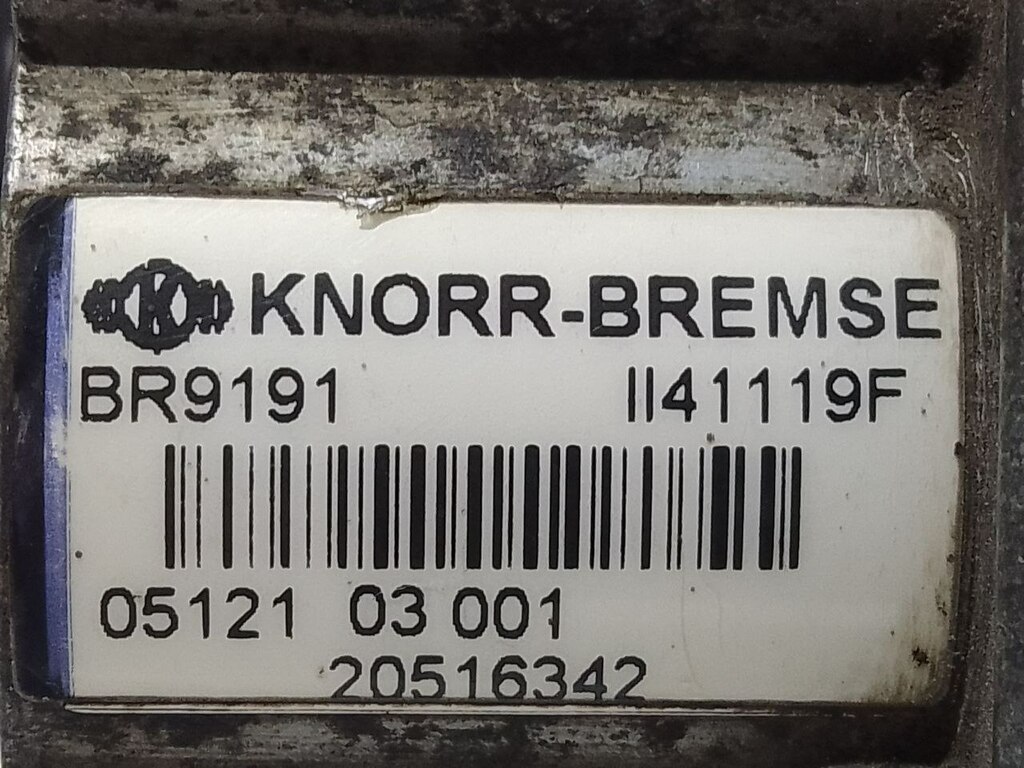 KNORR-BREMSE
BR9191 II41119F
05121 03 001
20516342